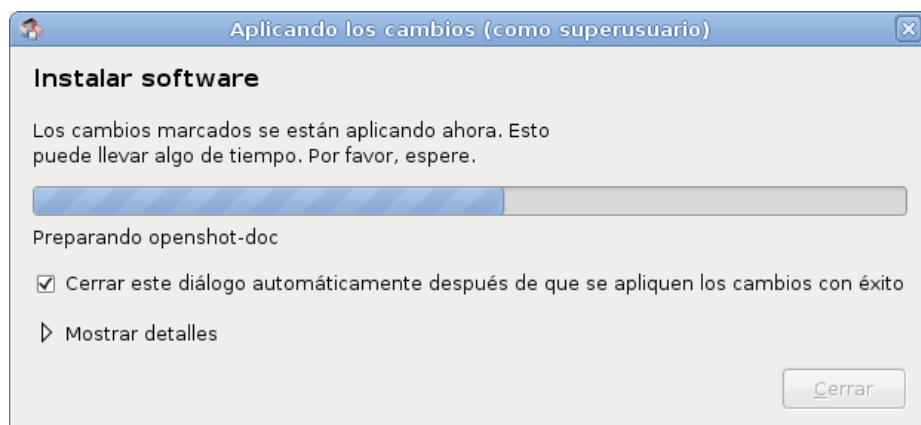 Aplicando los cambios (como superusuario)
Instalar software
Los cambios marcados se están aplicando ahora. Esto
puede llevar algo de tiempo. Por favor, espere.
Preparando openshot-doc
Cerrar este diálogo automáticamente después de que se apliquen los cambios con éxito
Mostrar detalles
Cerrar